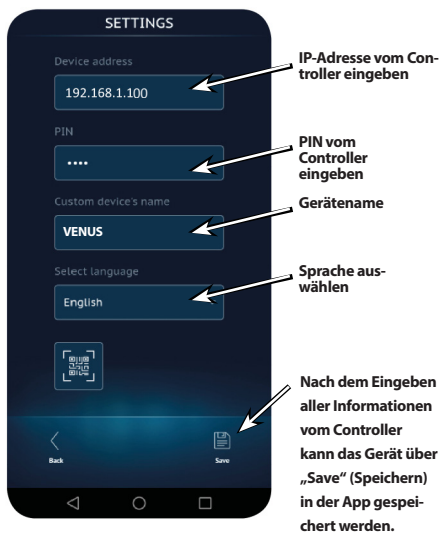 SETTINGS
Device address
192.168.1.100
IP-Adresse vom Con-
troller eingeben
PIN
••••
PIN vom
Controller
eingeben
Custom device's name
VENUS
Gerätename
Select language
English
Sprache aus-
wählen
Back
Save
Nach dem Eingeben
aller Informationen
vom Controller
kann das Gerät über
„Save“ (Speichern)
in der App gespei-
chert werden.